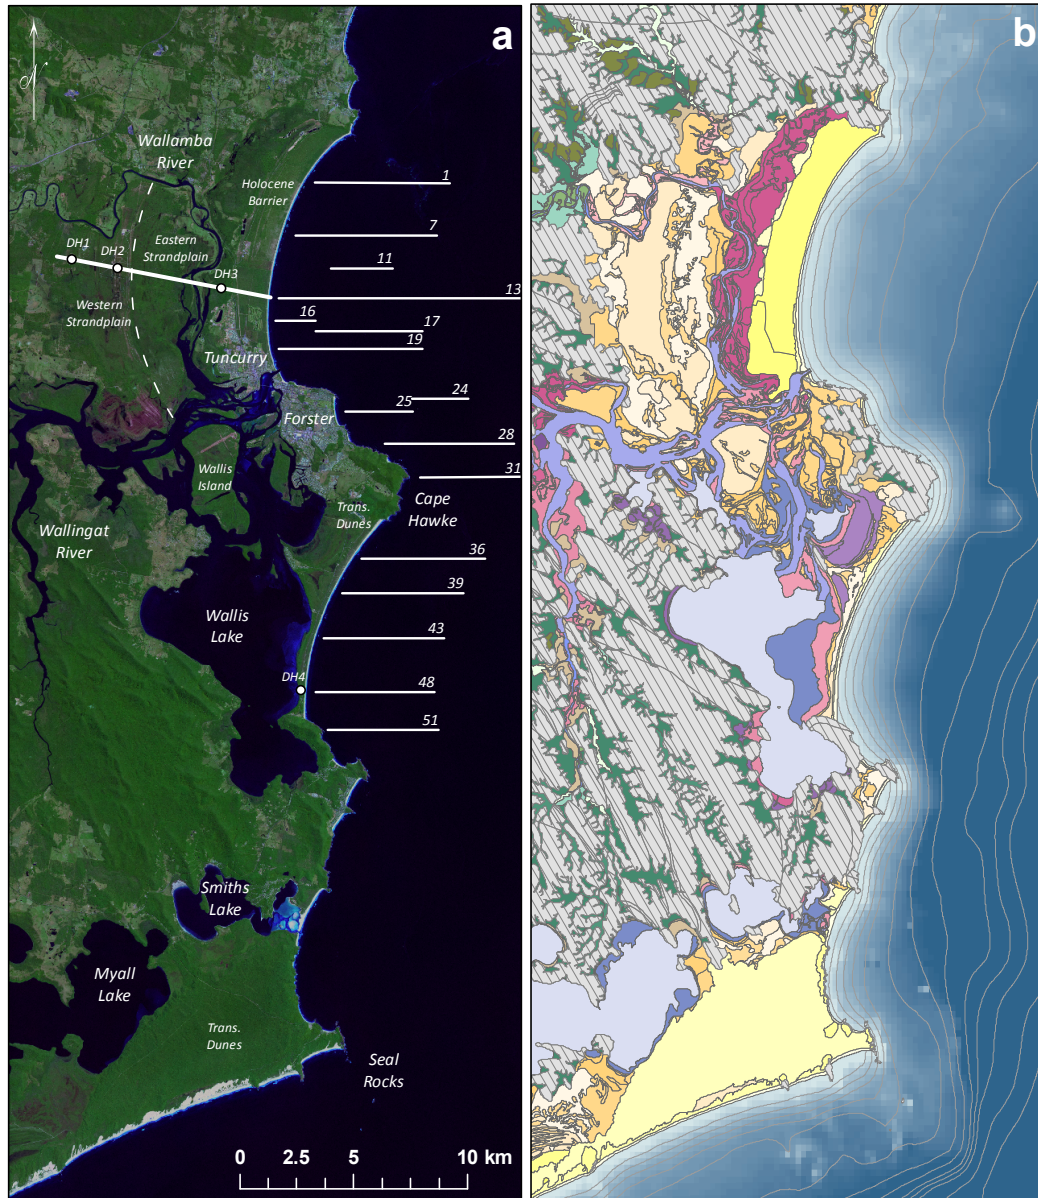 a
b
N
Wallamba
River
1
Holocene
Barrier
7
Eastern
Strandplain
DH1
DH2
11
DH3
13
Western
Strandplain
16
17
19
Tuncurry
24
25
Forster
28
Wallis
Island
31
Trans.
Dunes
Cape
Hawke
Wallingat
River
36
39
Wallis
Lake
43
DH4
48
51
Smiths
Lake
Myall
Lake
Trans.
Dunes
Seal
Rocks
0 2.5 5 10 km